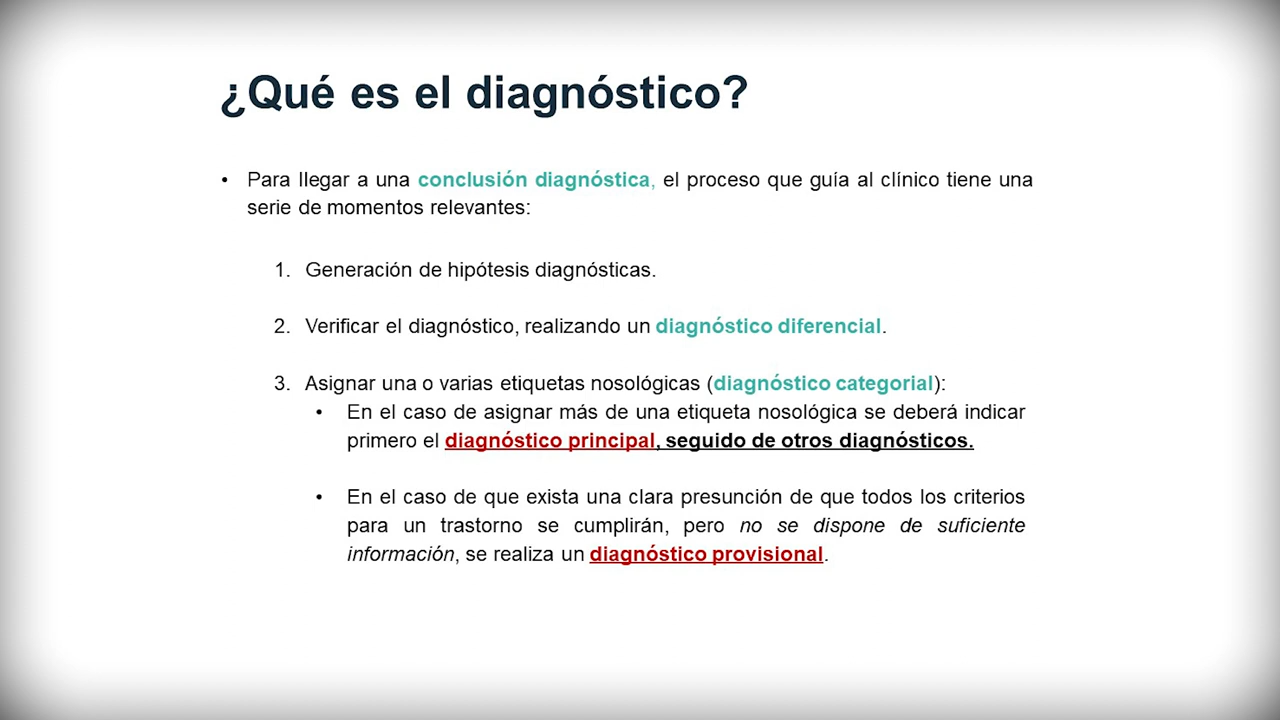 ¿Qué es el diagnóstico?
• Para llegar a una conclusión diagnóstica, el proceso que guía al clínico tiene una
serie de momentos relevantes:
1. Generación de hipótesis diagnósticas.
2. Verificar el diagnóstico, realizando un diagnóstico diferencial.
3. Asignar una o varias etiquetas nosológicas (diagnóstico categorial):
• En el caso de asignar más de una etiqueta nosológica se deberá indicar
primero el diagnóstico principal, seguido de otros diagnósticos.
• En el caso de que exista una clara presunción de que todos los criterios
para un trastorno se cumplirán, pero no se dispone de suficiente
información, se realiza un diagnóstico provisional.